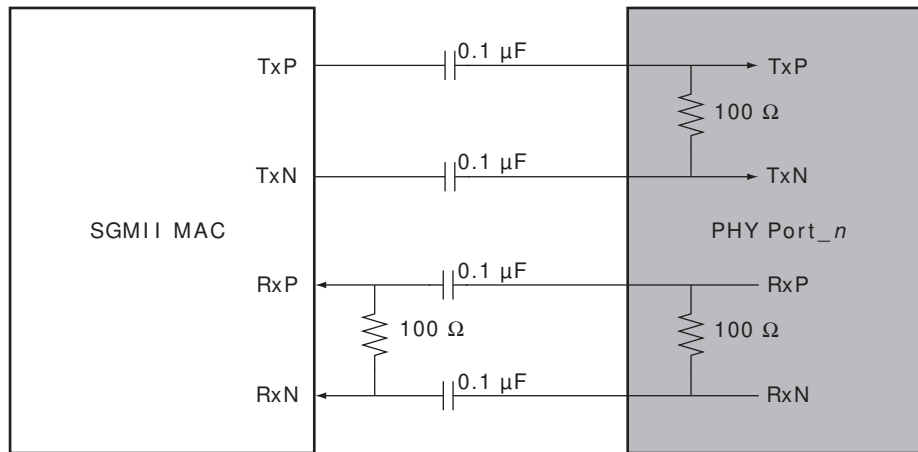 0.1 µF
TxP
TxP
100 Ω
0.1 µF
TxN
TxN
SGMII MAC
PHY Port_n
0.1 µF
RxP
RxP
100 Ω
100 Ω
0.1 µF
RxN
RxN